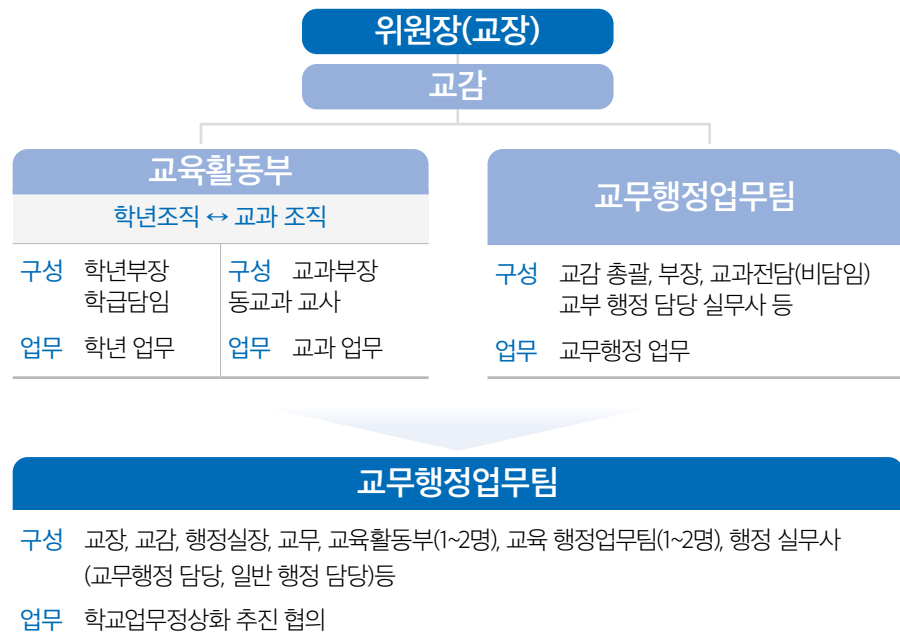 위원장(교장)
교감
교육활동부
학년조직 ↔ 교과 조직
구성 학년부장
학급담임
업무 학년 업무
구성 교과부장
동교과 교사
업무 교과 업무
교무행정업무팀
구성 교감 총괄, 부장, 교과전담(비담임)
교부 행정 담당 실무사 등
업무 교무행정 업무
교무행정업무팀
구성 교장, 교감, 행정실장, 교무, 교육활동부(1~2명), 교육 행정업무팀(1~2명), 행정 실무사
(교무행정 담당, 일반 행정 담당)등
업무 학교업무정상화 추진 협의